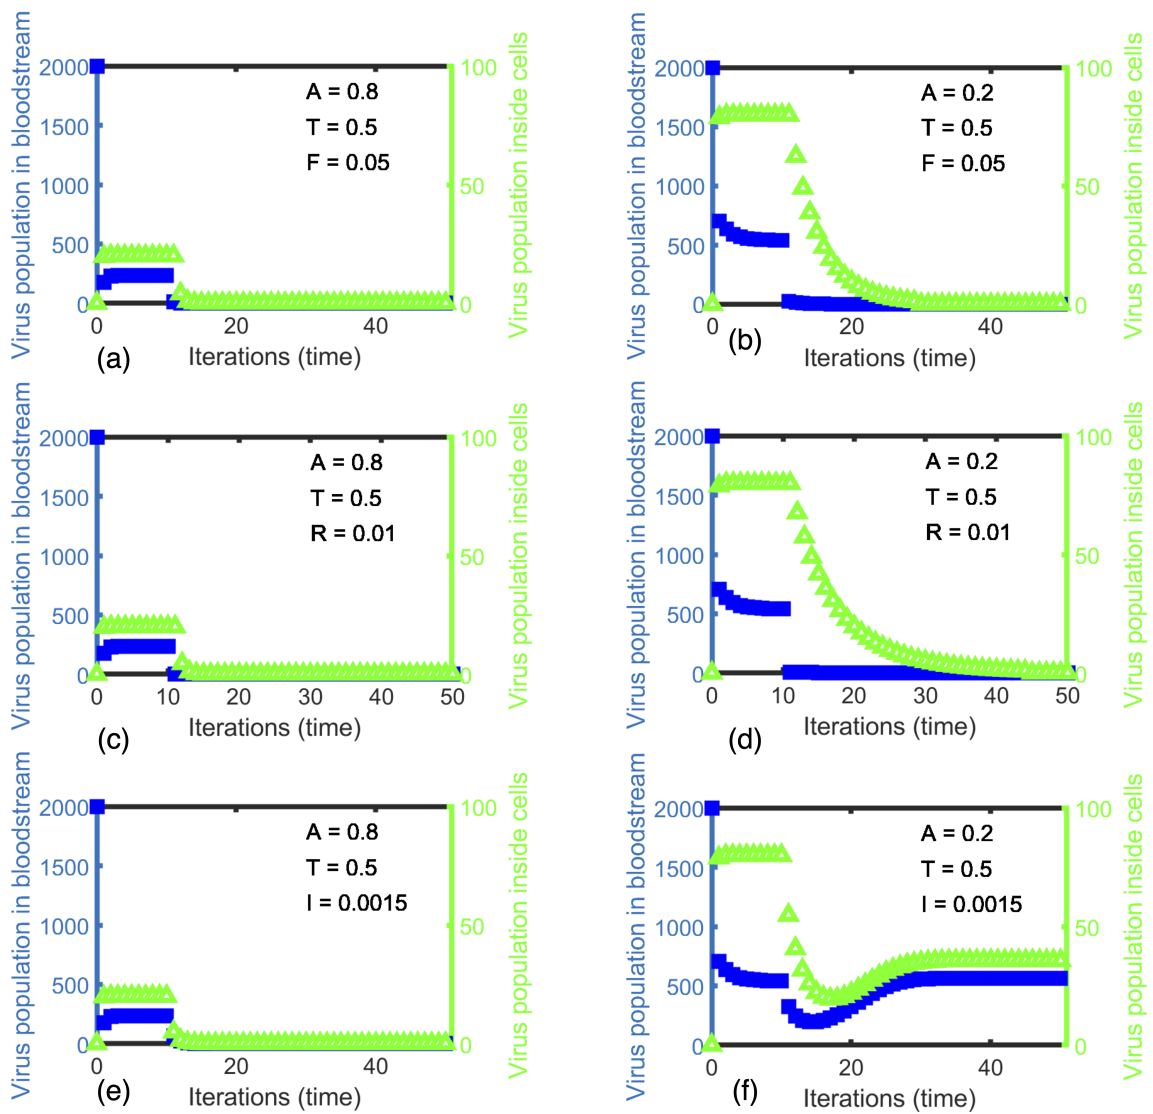 Virus population in bloodstream
2000
1500
1000
500
0
A = 0.8
T = 0.5
F = 0.05
100
50
0
Virus population inside cells
0 20 40
Iterations (time)
(a)
Virus population in bloodstream
2000
1500
1000
500
0
A = 0.2
T = 0.5
F = 0.05
100
50
0
Virus population inside cells
0 20 40
Iterations (time)
(b)
Virus population in bloodstream
2000
1500
1000
500
0
A = 0.8
T = 0.5
R = 0.01
100
50
0
Virus population inside cells
0 10 20 30 40 50
Iterations (time)
(c)
Virus population in bloodstream
2000
1500
1000
500
0
A = 0.2
T = 0.5
R = 0.01
100
50
0
Virus population inside cells
0 10 20 30 40 50
Iterations (time)
(d)
Virus population in bloodstream
2000
1500
1000
500
0
A = 0.8
T = 0.5
I = 0.0015
100
50
0
Virus population inside cells
0 20 40
Iterations (time)
(e)
Virus population in bloodstream
2000
1500
1000
500
0
A = 0.2
T = 0.5
I = 0.0015
100
50
0
Virus population inside cells
0 20 40
Iterations (time)
(f)